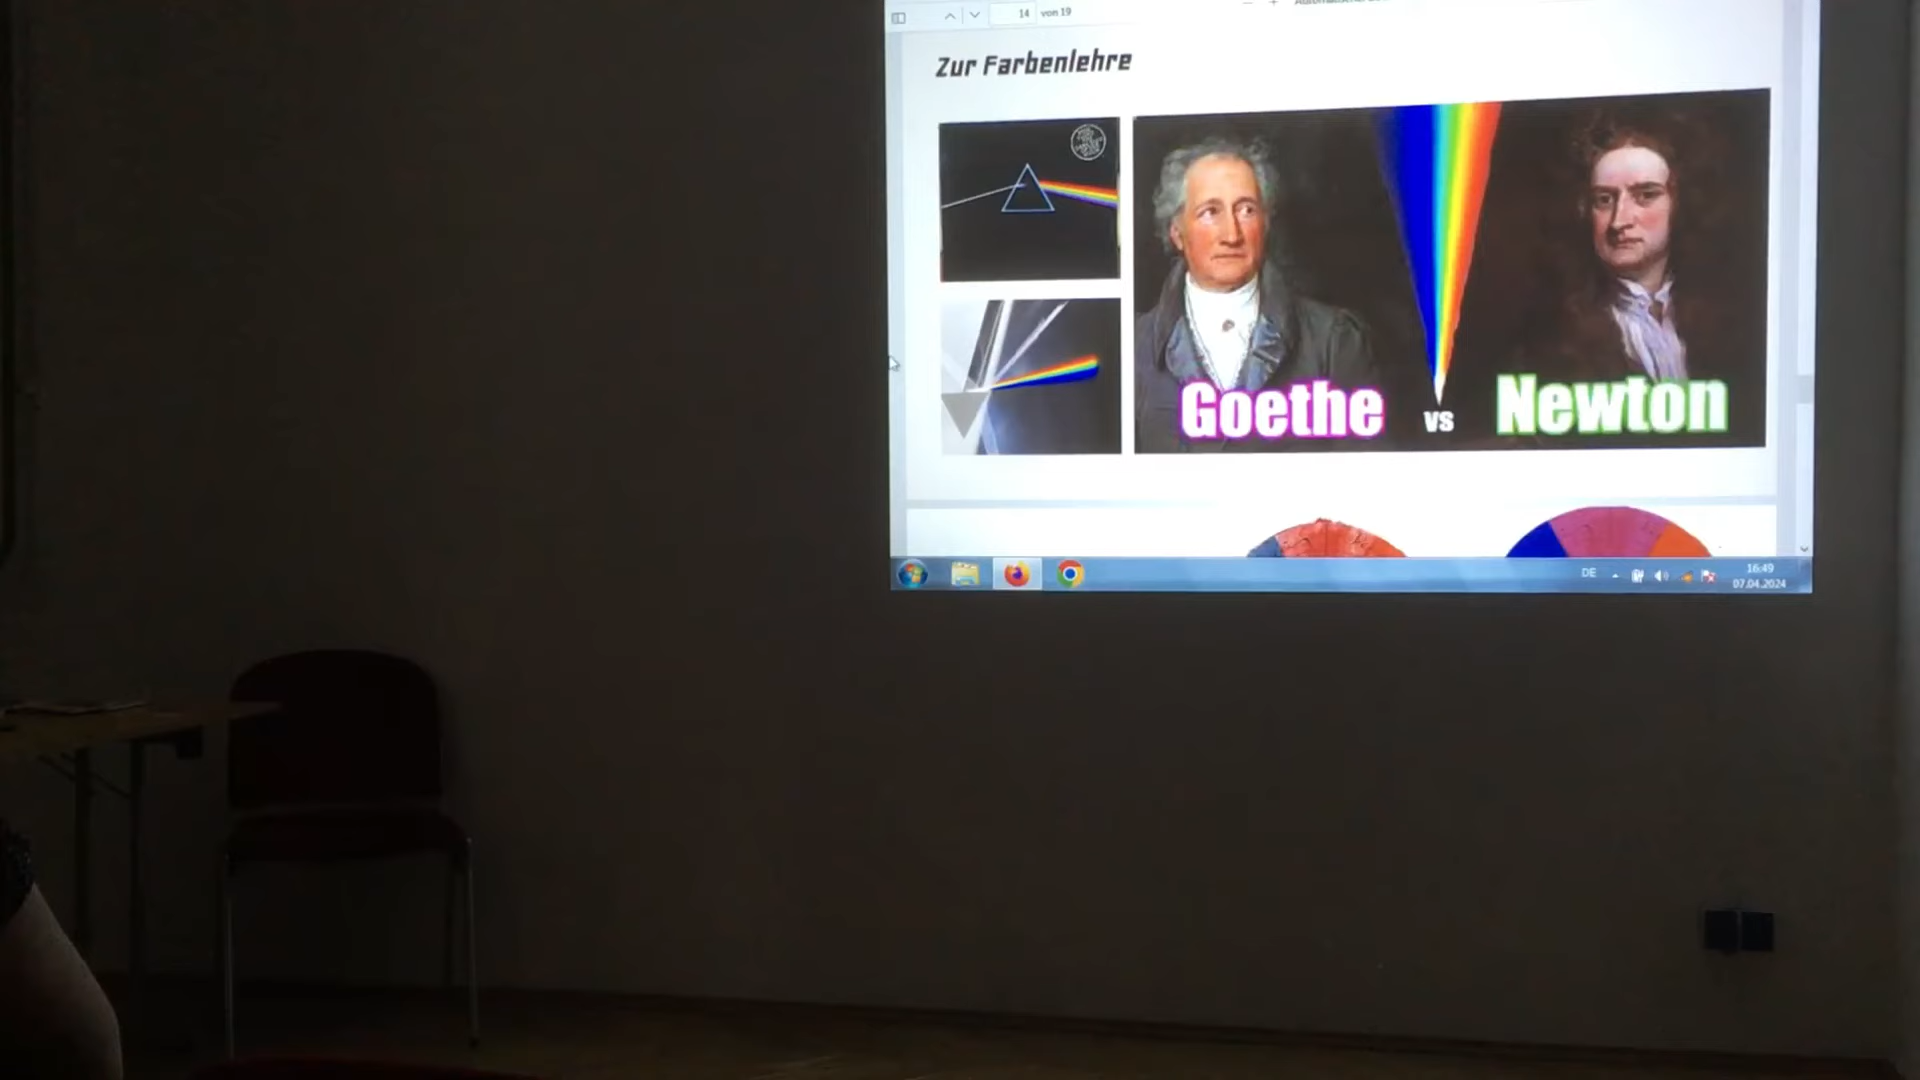 14 von 19
Zur Farbenlehre
Goethe vs Newton
DE
16:49
07.04.2024